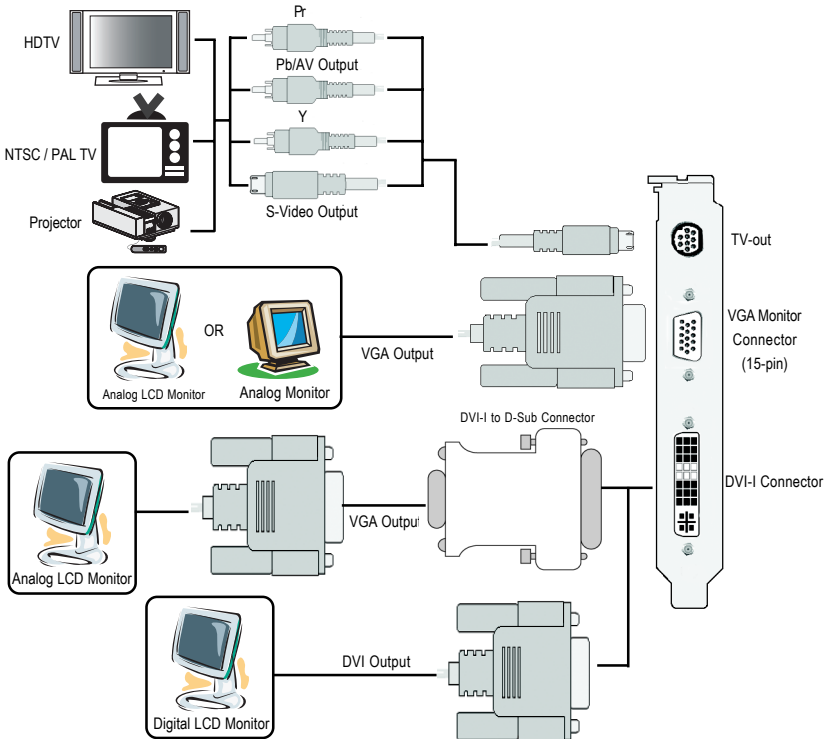 Pr
HDTV
Pb/AV Output
Y
NTSC / PAL TV
S-Video Output
Projector
TV-out
VGA Monitor
Connector
(15-pin)
OR
VGA Output
Analog LCD Monitor
Analog Monitor
DVI-I to D-Sub Connector
DVI-I Connector
VGA Output
Analog LCD Monitor
DVI Output
Digital LCD Monitor